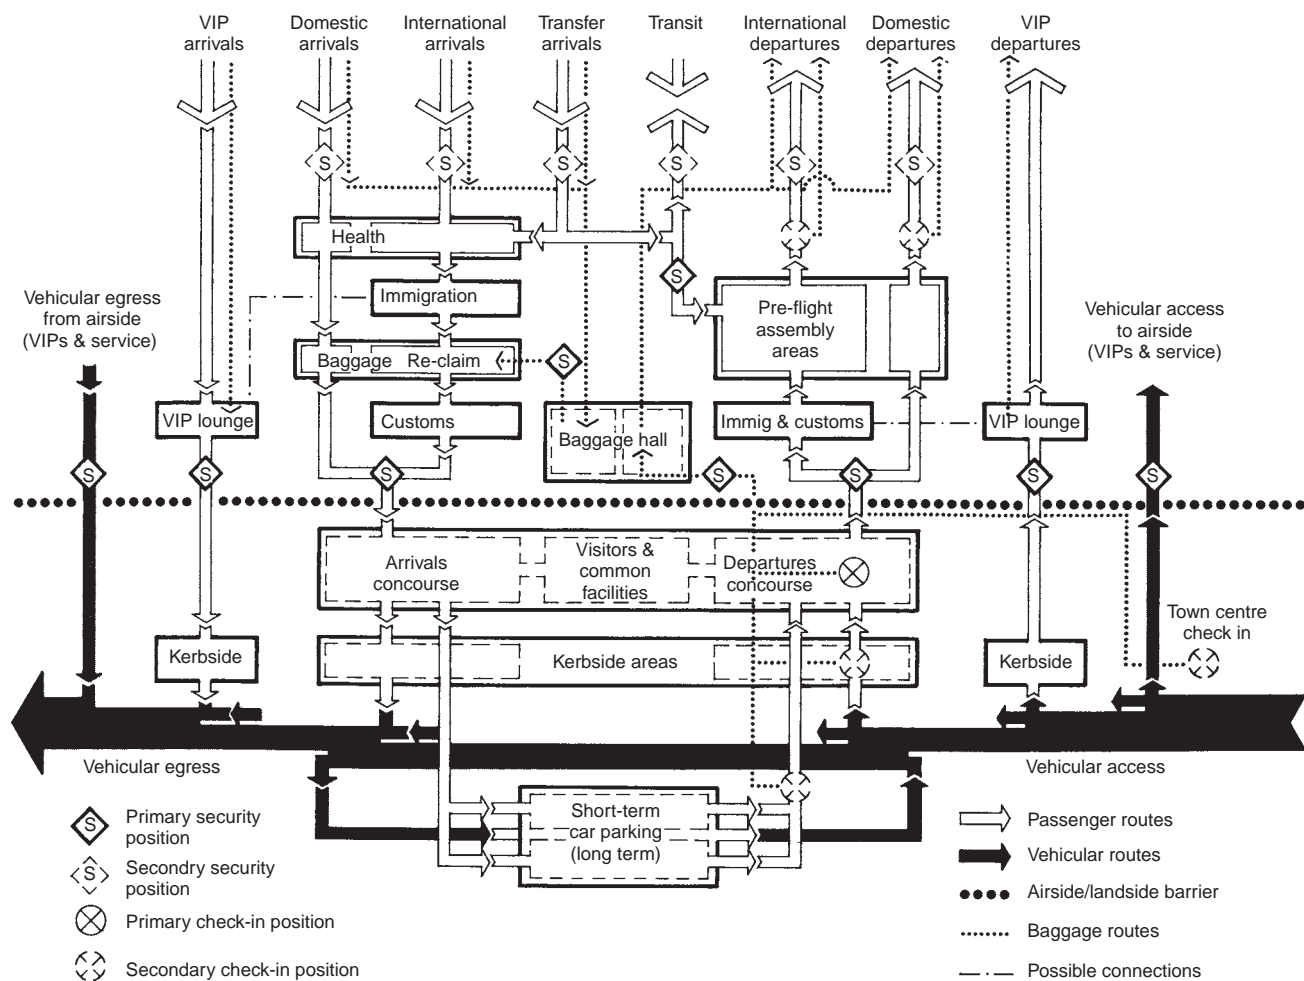 VIP
arrivals
Domestic
arrivals
International
arrivals
Transfer
arrivals
Transit
International
departures
Domestic
departures
VIP
departures
S
S
S
S
S
Health
S
Vehicular egress
from airside
(VIPs & service)
Immigration
Pre-flight
assembly
areas
Vehicular access
to airside
(VIPs & service)
Baggage Re-claim
S
VIP lounge
Customs
Baggage hall
Immig & customs
VIP lounge
S
S
S
S
S
S
S
Arrivals
concourse
Visitors &
common
facilities
Departures
concourse
Town centre
check in
Kerbside
Kerbside areas
Kerbside
Vehicular egress
Vehicular access
Short-term
car parking
(long term)
S
Primary security
position
S
Secondry security
position
Primary check-in position
Secondary check-in position
Passenger routes
Vehicular routes
Airside/landside barrier
Baggage routes
Possible connections